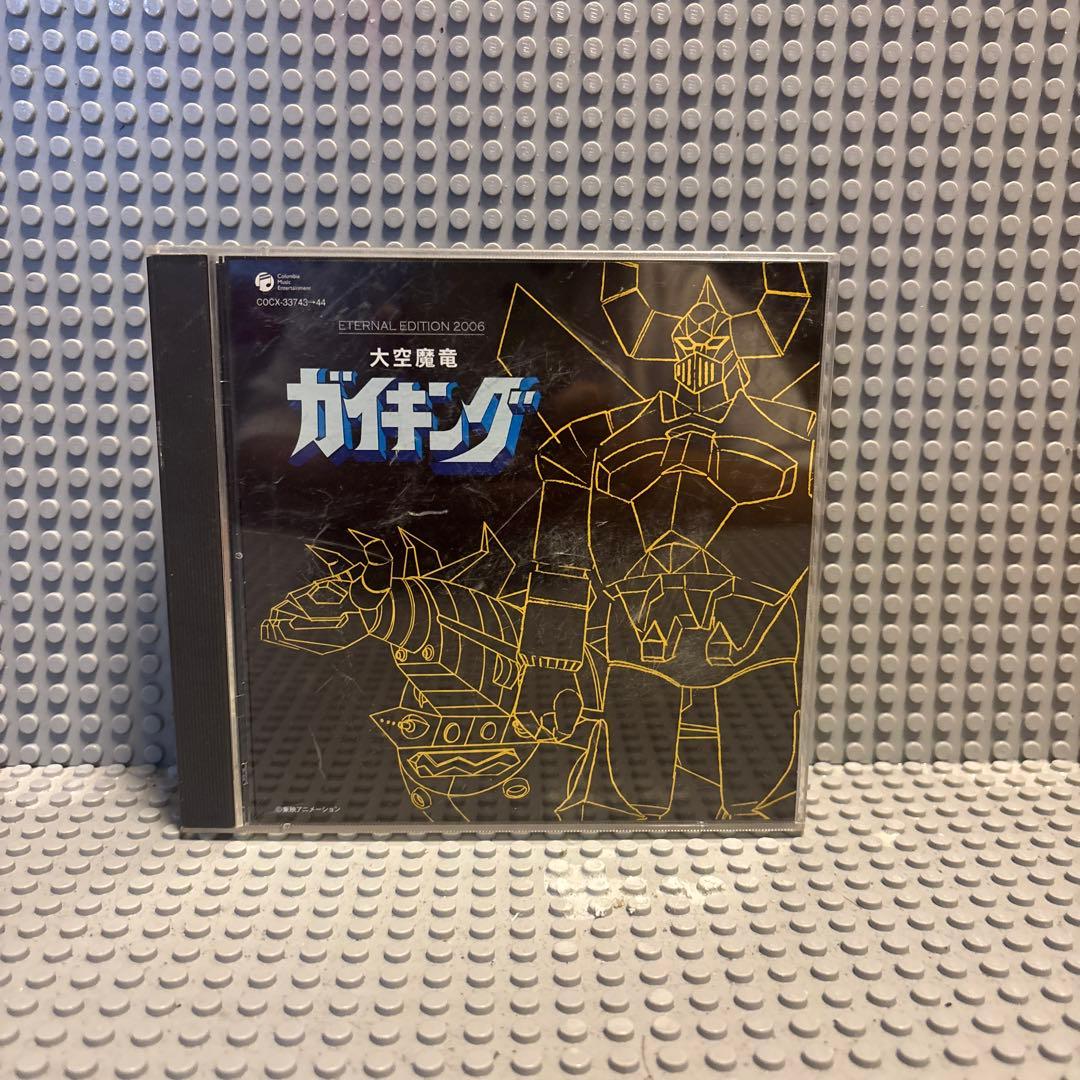 Columbia
Music
Entertainment
COCX-33743→44
ETERNAL EDITION 2006
大空魔竜
ガイキング
©東映アニメーション